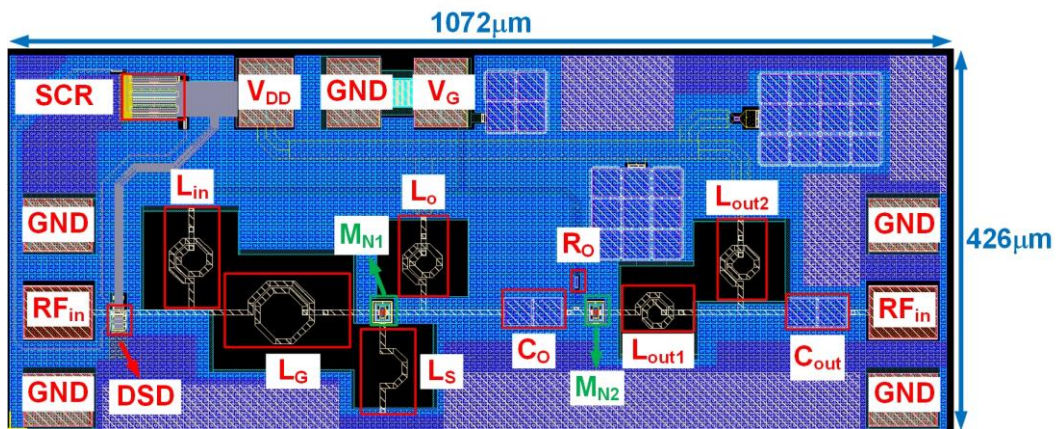 1072μm
SCR
VDD
GND
VG
Lin
Lo
Lout2
GND
MN1
RO
GND
426μm
RFin
RFin
LG
LS
CO
MN2
Lout1
Cout
GND
DSD
GND